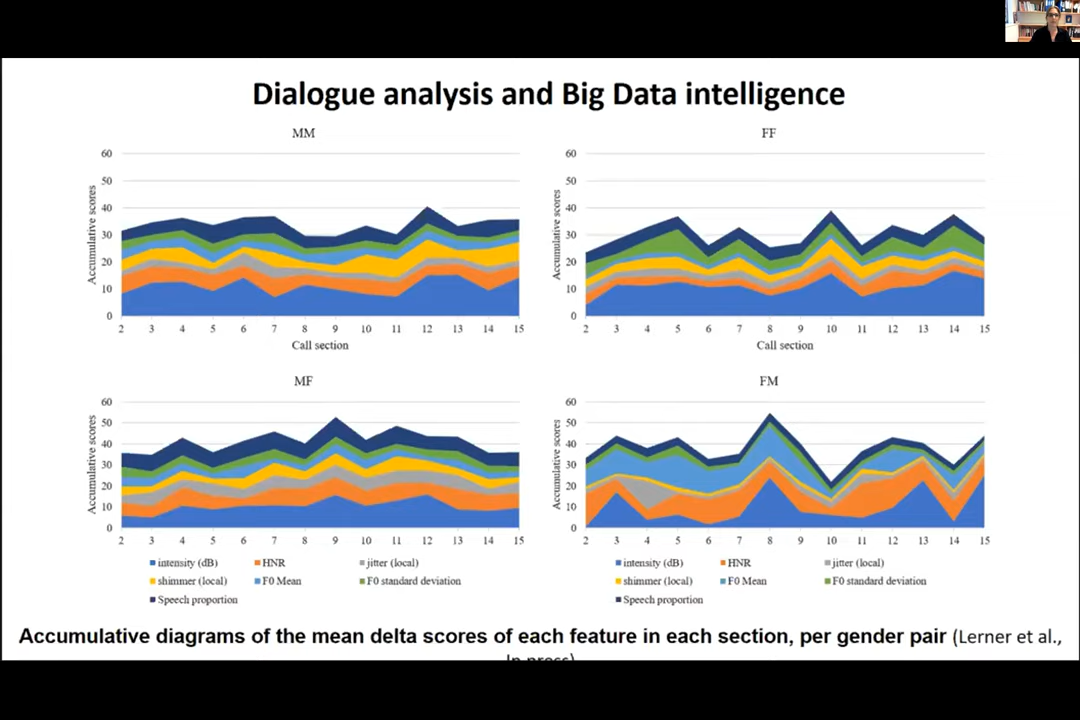 Dialogue analysis and Big Data intelligence
MM
60
50
40
30
20
10
0
Accumulative scores
2 3 4 5 6 7 8 9 10 11 12 13 14 15
Call section
FF
60
50
40
30
20
10
0
Accumulative scores
2 3 4 5 6 7 8 9 10 11 12 13 14 15
Call section
MF
60
50
40
30
20
10
0
Accumulative scores
2 3 4 5 6 7 8 9 10 11 12 13 14 15
intensity (dB) HNR jitter (local)
shimmer (local) F0 Mean F0 standard deviation
Speech proportion
FM
60
50
40
30
20
10
0
Accumulative scores
2 3 4 5 6 7 8 9 10 11 12 13 14 15
intensity (dB) HNR jitter (local)
shimmer (local) F0 Mean F0 standard deviation
Speech proportion
Accumulative diagrams of the mean delta scores of each feature in each section, per gender pair (Lerner et al.,
In press)